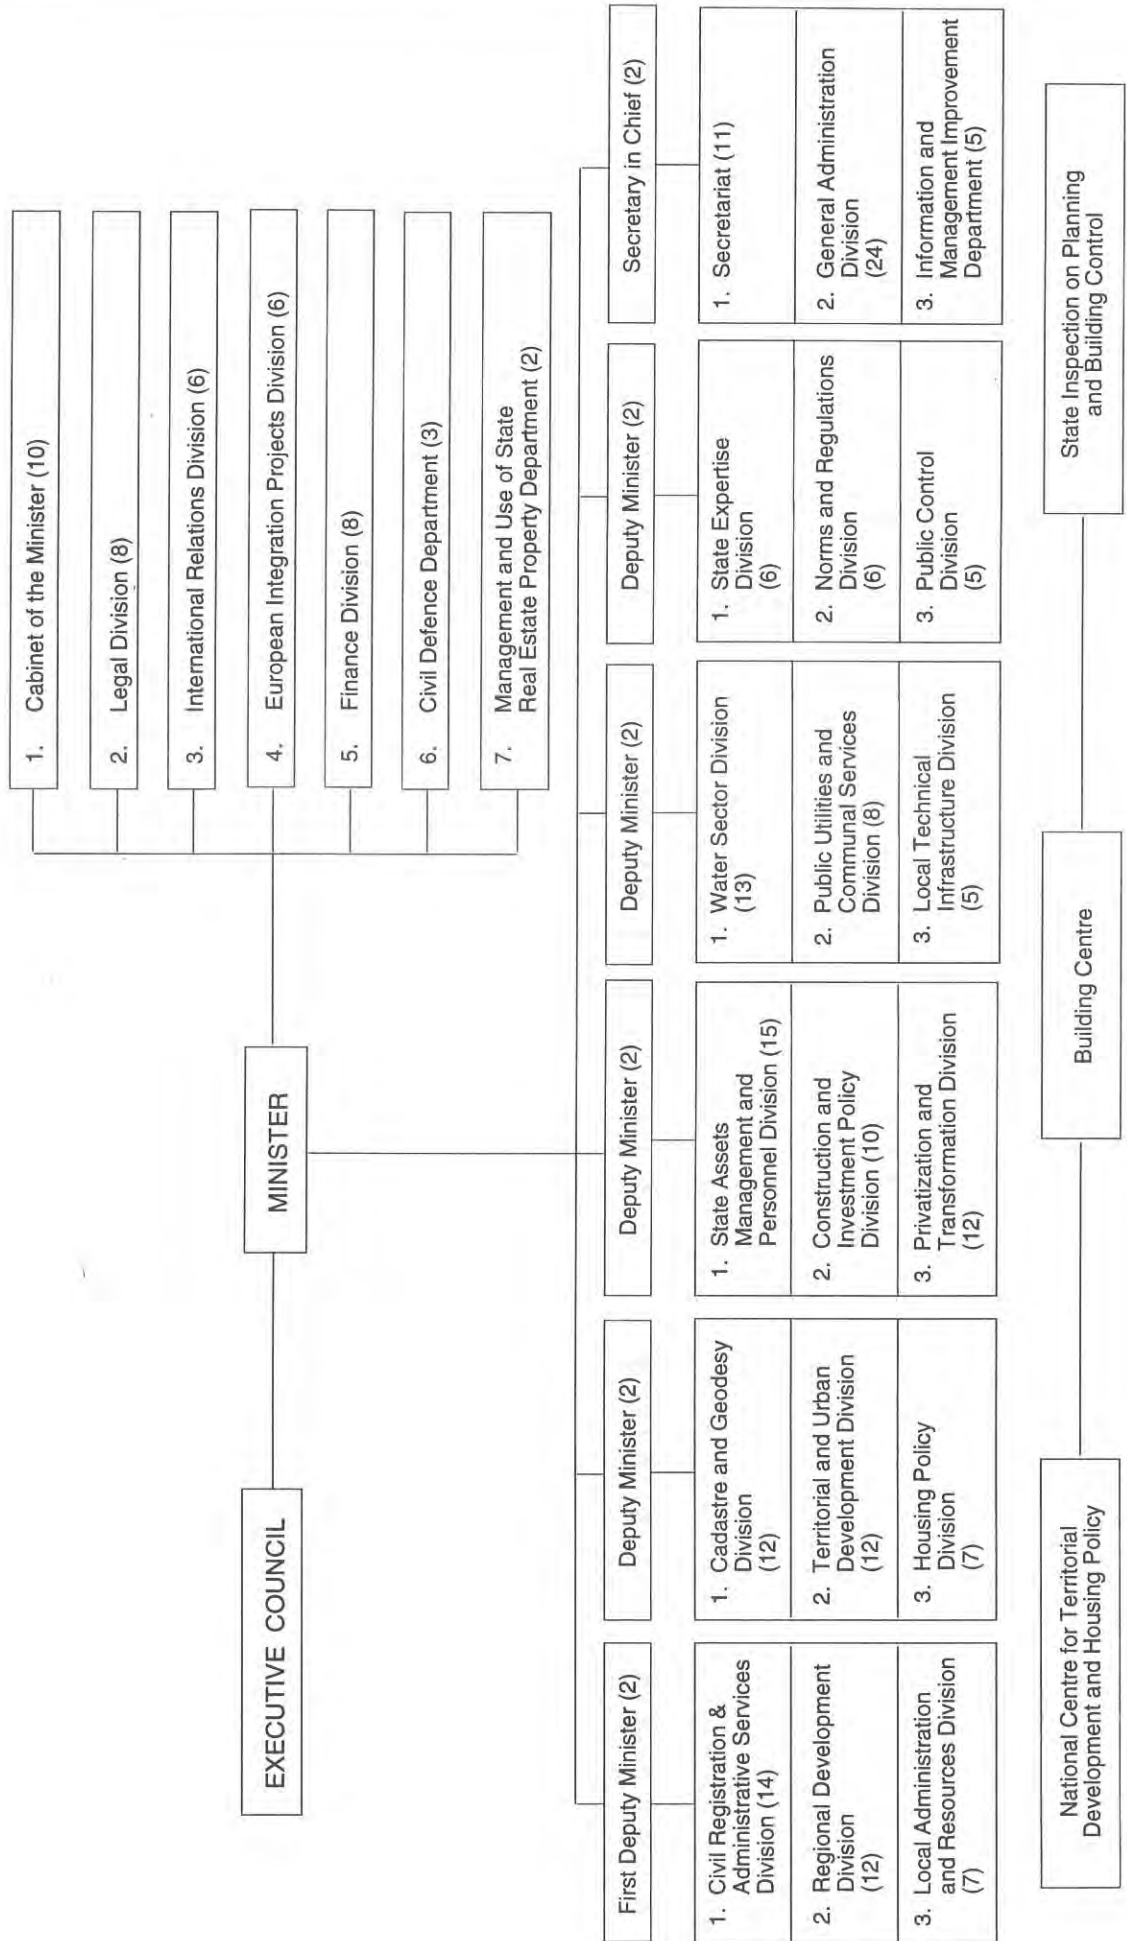 1. Cabinet of the Minister (10)
2. Legal Division (8)
3. International Relations Division (6)
4. European Integration Projects Division (6)
5. Finance Division (8)
6. Civil Defence Department (3)
7. Management and Use of State
Real Estate Property Department (2)
EXECUTIVE COUNCIL
MINISTER
First Deputy Minister (2)
1. Civil Registration &
Administrative Services
Division (14)
2. Regional Development
Division
(12)
3. Local Administration
and Resources Division
(7)
Deputy Minister (2)
1. Cadastre and Geodesy
Division
(12)
2. Territorial and Urban
Development Division
(12)
3. Housing Policy
Division
(7)
Deputy Minister (2)
1. State Assets
Management and
Personnel Division (15)
2. Construction and
Investment Policy
Division (10)
3. Privatization and
Transformation Division
(12)
Deputy Minister (2)
1. Water Sector Division
(13)
2. Public Utilities and
Communal Services
Division (8)
3. Local Technical
Infrastructure Division
(5)
Deputy Minister (2)
1. State Expertise
Division
(6)
2. Norms and Regulations
Division
(6)
3. Public Control
Division
(5)
Secretary in Chief (2)
1. Secretariat (11)
2. General Administration
Division
(24)
3. Information and
Management Improvement
Department (5)
National Centre for Territorial
Development and Housing Policy
Building Centre
State Inspection on Planning
and Building Control